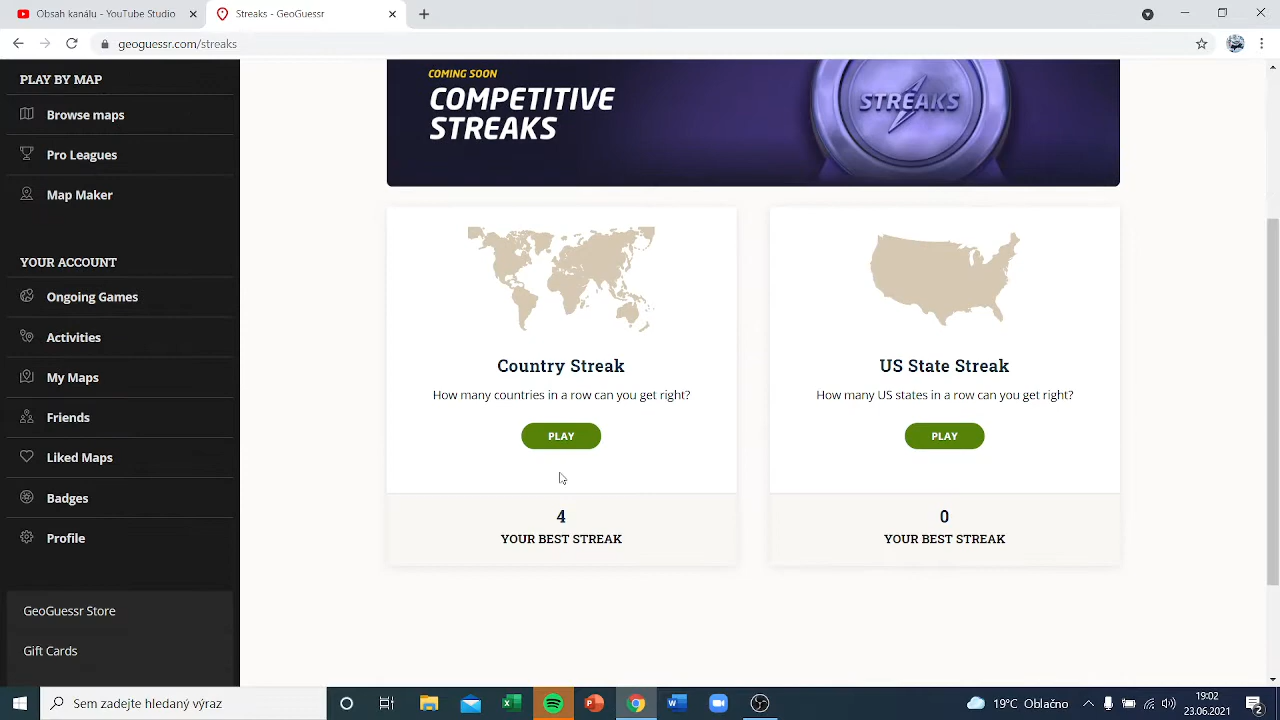 Obsah kanálu - YouTube Studio
Streaks - GeoGuessr
geoguessr.com/streaks
PLAY BY MAP
Browse maps
Pro Leagues
Map Maker
YOUR ACCOUNT
Ongoing Games
Activities
My Maps
Friends
Liked Maps
Badges
Profile
GeoGuessr Store
Gift Cards
COMING SOON
COMPETITIVE
STREAKS
STREAKS
Country Streak
How many countries in a row can you get right?
PLAY
4
YOUR BEST STREAK
US State Streak
How many US states in a row can you get right?
PLAY
0
YOUR BEST STREAK
sem zadejte hledaný výraz
19°C Oblačno
19:02
23.06.2021
2